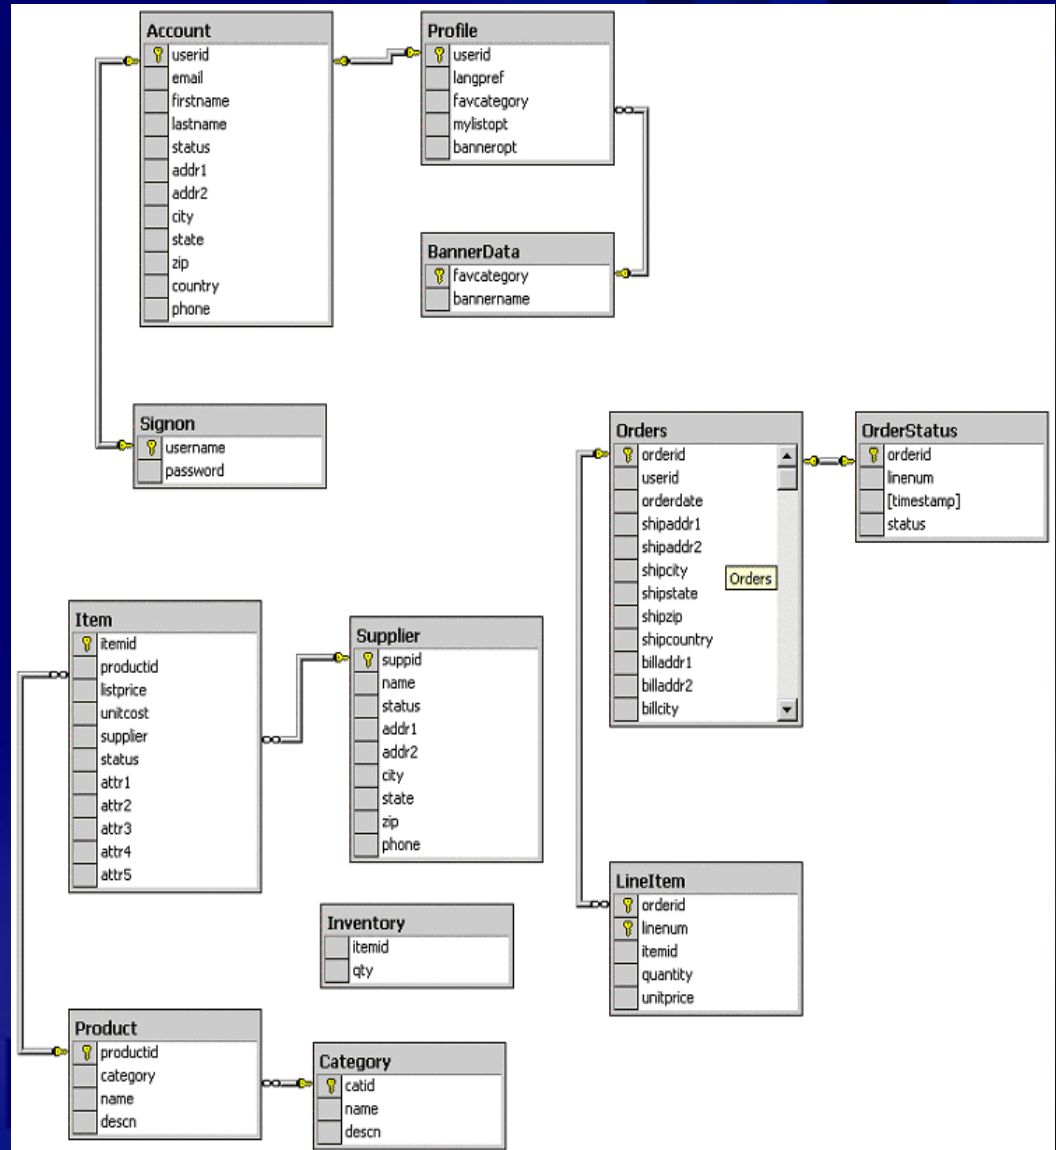 Account
userid
email
firstname
lastname
status
addr1
addr2
city
state
zip
country
phone
Profile
userid
langpref
favcategory
mylistopt
banneropt
BannerData
favcategory
bannername
Signon
username
password
Orders
orderid
userid
orderdate
shipaddr1
shipaddr2
shipcity
shipstate
shipzip
shipcountry
billaddr1
billaddr2
billcity
Orders
OrderStatus
orderid
linenum
[timestamp]
status
Item
itemid
productid
listprice
unitcost
supplier
status
attr1
attr2
attr3
attr4
attr5
Supplier
suppid
name
status
addr1
addr2
city
state
zip
phone
Inventory
itemid
qty
LineItem
orderid
linenum
itemid
quantity
unitprice
Product
productid
category
name
descn
Category
catid
name
descn